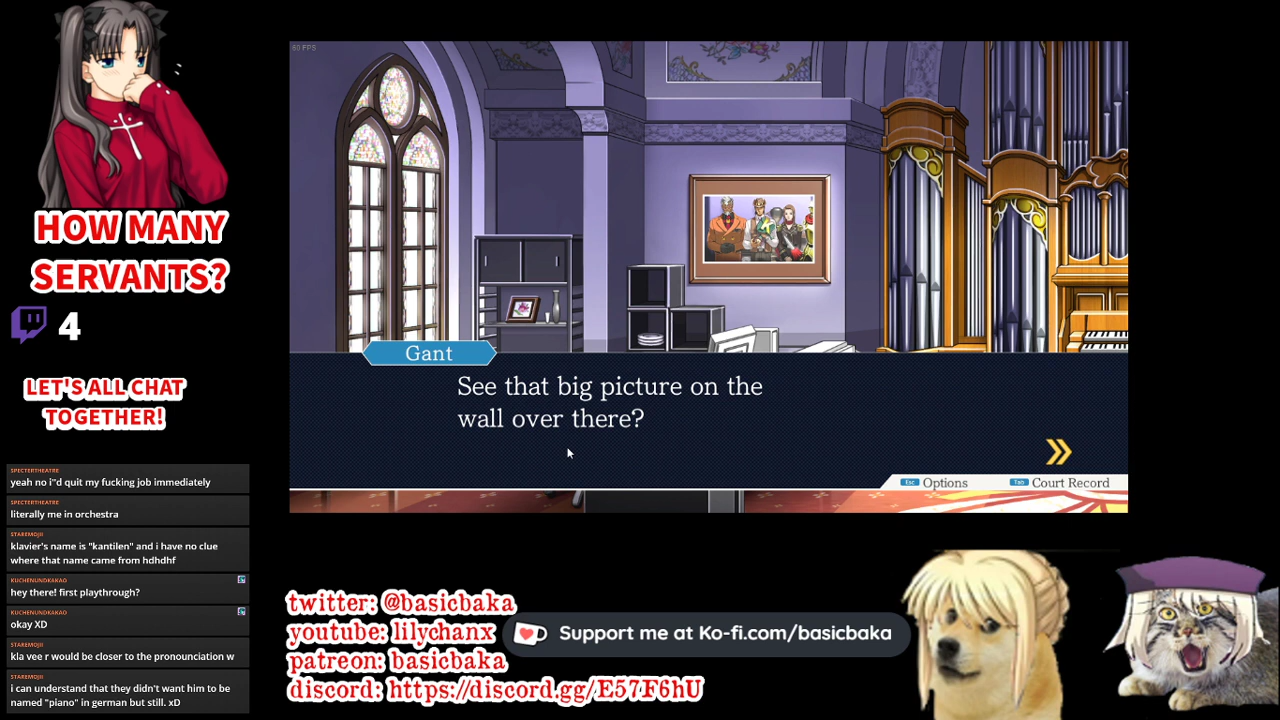 HOW MANY
SERVANTS?
4
LET'S ALL CHAT
TOGETHER!
SPECTERTHEATRE
yeah no i"d quit my fucking job immediately
SPECTERTHEATRE
literally me in orchestra
STAREMOJII
klavier's name is "kantilen" and i have no clue
where that name came from hdhdhf
KUCHENUNDKAKAO
hey there! first playthrough?
KUCHENUNDKAKAO
okay XD
STAREMOJII
kla vee r would be closer to the pronounciation w
STAREMOJII
i can understand that they didn't want him to be
named "piano" in german but still. xD
60 FPS
Gant
See that big picture on the
wall over there?
Esc Options
Tab Court Record
twitter: @basicbaka
youtube: lilychanx
patreon: basicbaka
discord: https://discord.gg/E57F6hU
Support me at Ko-fi.com/basicbaka